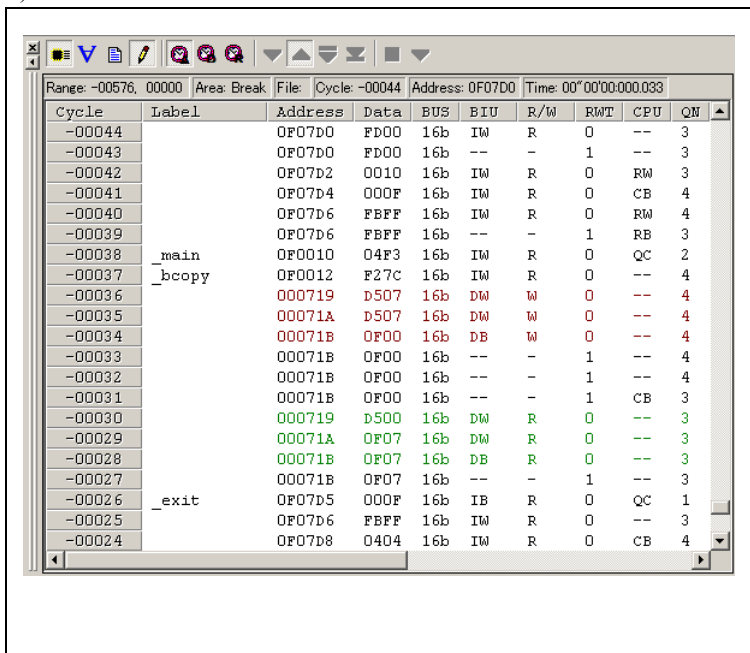 Range: -00576, 00000 Area: Break File: Cycle: -00044 Address: 0F07D0 Time: 00"00'00:000.033
Cycle Label Address Data BUS BIU R/W RWT CPU QN
-00044 0F07D0 FD00 16b IW R 0 -- 3
-00043 0F07D0 FD00 16b -- - 1 -- 3
-00042 0F07D2 0010 16b IW R 0 RW 3
-00041 0F07D4 000F 16b IW R 0 CB 4
-00040 0F07D6 FBFF 16b IW R 0 RW 4
-00039 0F07D6 FBFF 16b -- - 1 RB 3
-00038 _main 0F0010 04F3 16b IW R 0 QC 2
-00037 _bcopy 0F0012 F27C 16b IW R 0 -- 4
-00036 000719 D507 16b DW W 0 -- 4
-00035 00071A D507 16b DW W 0 -- 4
-00034 00071B 0F00 16b DB W 0 -- 4
-00033 00071B 0F00 16b -- - 1 -- 4
-00032 00071B 0F00 16b -- - 1 -- 4
-00031 00071B 0F00 16b -- - 1 CB 3
-00030 000719 D500 16b DW R 0 -- 3
-00029 00071A 0F07 16b DW R 0 -- 3
-00028 00071B 0F07 16b DB R 0 -- 3
-00027 00071B 0F07 16b -- - 1 -- 3
-00026 _exit 0F07D5 000F 16b IB R 0 QC 1
-00025 0F07D6 FBFF 16b IW R 0 -- 3
-00024 0F07D8 0404 16b IW R 0 CB 4